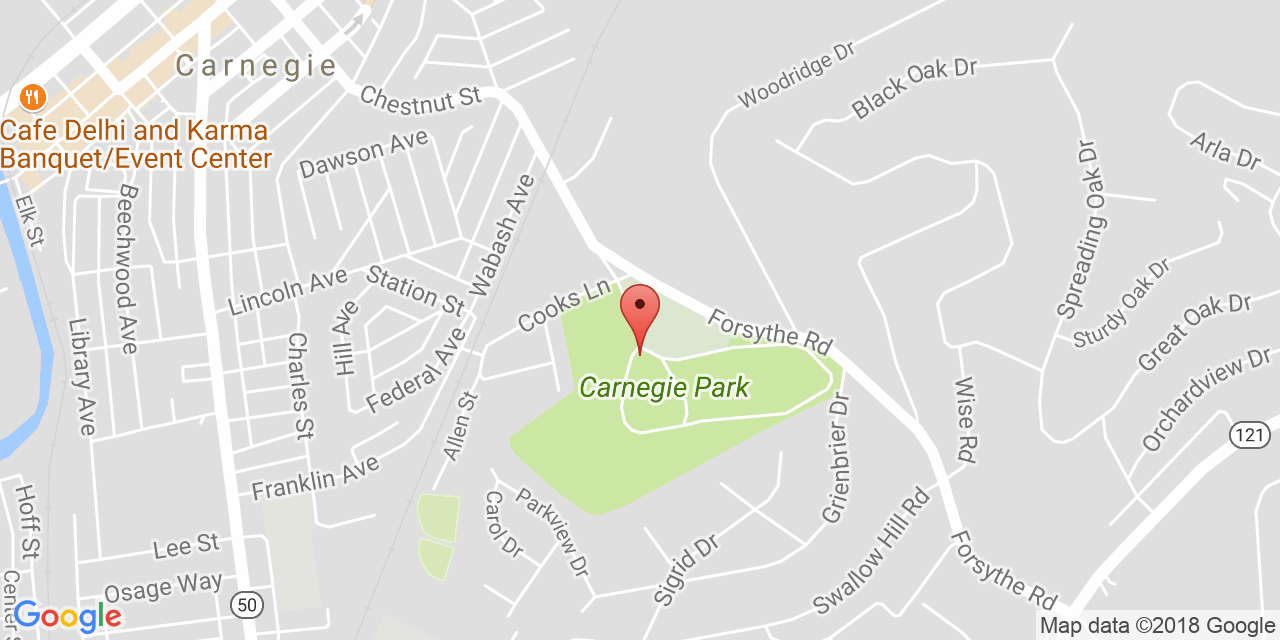 Carnegie
Woodridge Dr
Black Oak Dr
Chestnut St
Cafe Delhi and Karma
Banquet/Event Center
Dawson Ave
Arla Dr
Elk St
Beechwood Ave
Wabash Ave
Spreading Oak Dr
Lincoln Ave
Station St
Cooks Ln
Sturdy Oak Dr
Great Oak Dr
Forsythe Rd
Library Ave
Charles St
Hill Ave
Federal Ave
Carnegie Park
Orchardview Dr
Allen St
Grienbrier Dr
Wise Rd
121
Franklin Ave
Hoff St
Carol Dr
Parkview Dr
Swallow Hill Rd
Lee St
Sigrid Dr
Forsythe Rd
Osage Way
Center S
50
Google
Map data ©2018 Google